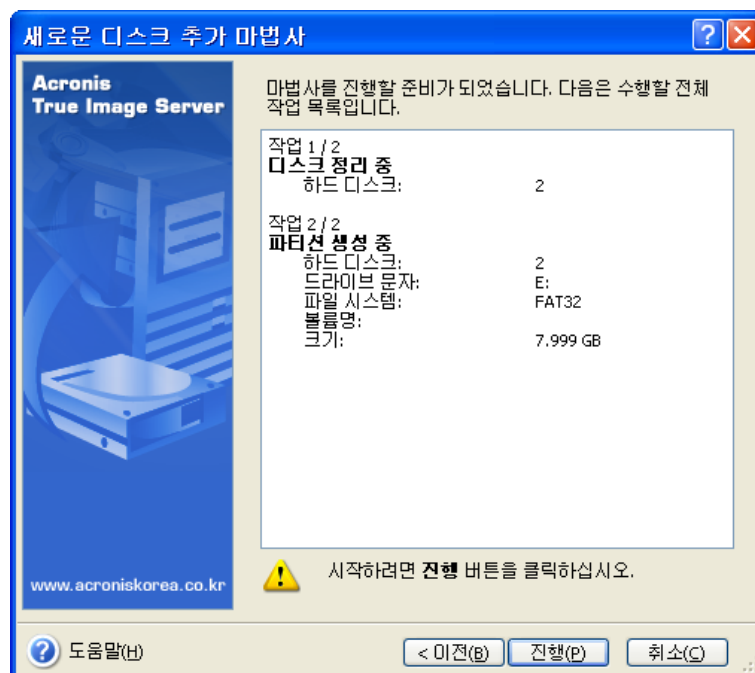 새로운 디스크 추가 마법사
Acronis
True Image Server
마법사를 진행할 준비가 되었습니다. 다음은 수행할 전체
작업 목록입니다.
작업 1 / 2
디스크 정리 중
하드 디스크: 2
작업 2 / 2
파티션 생성 중
하드 디스크: 2
드라이브 문자: E:
파일 시스템: FAT32
볼륨명:
크기: 7.999 GB
시작하려면 진행 버튼을 클릭하십시오.
www.acroniskorea.co.kr
도움말(H)
< 이전(B)
진행(P)
취소(C)